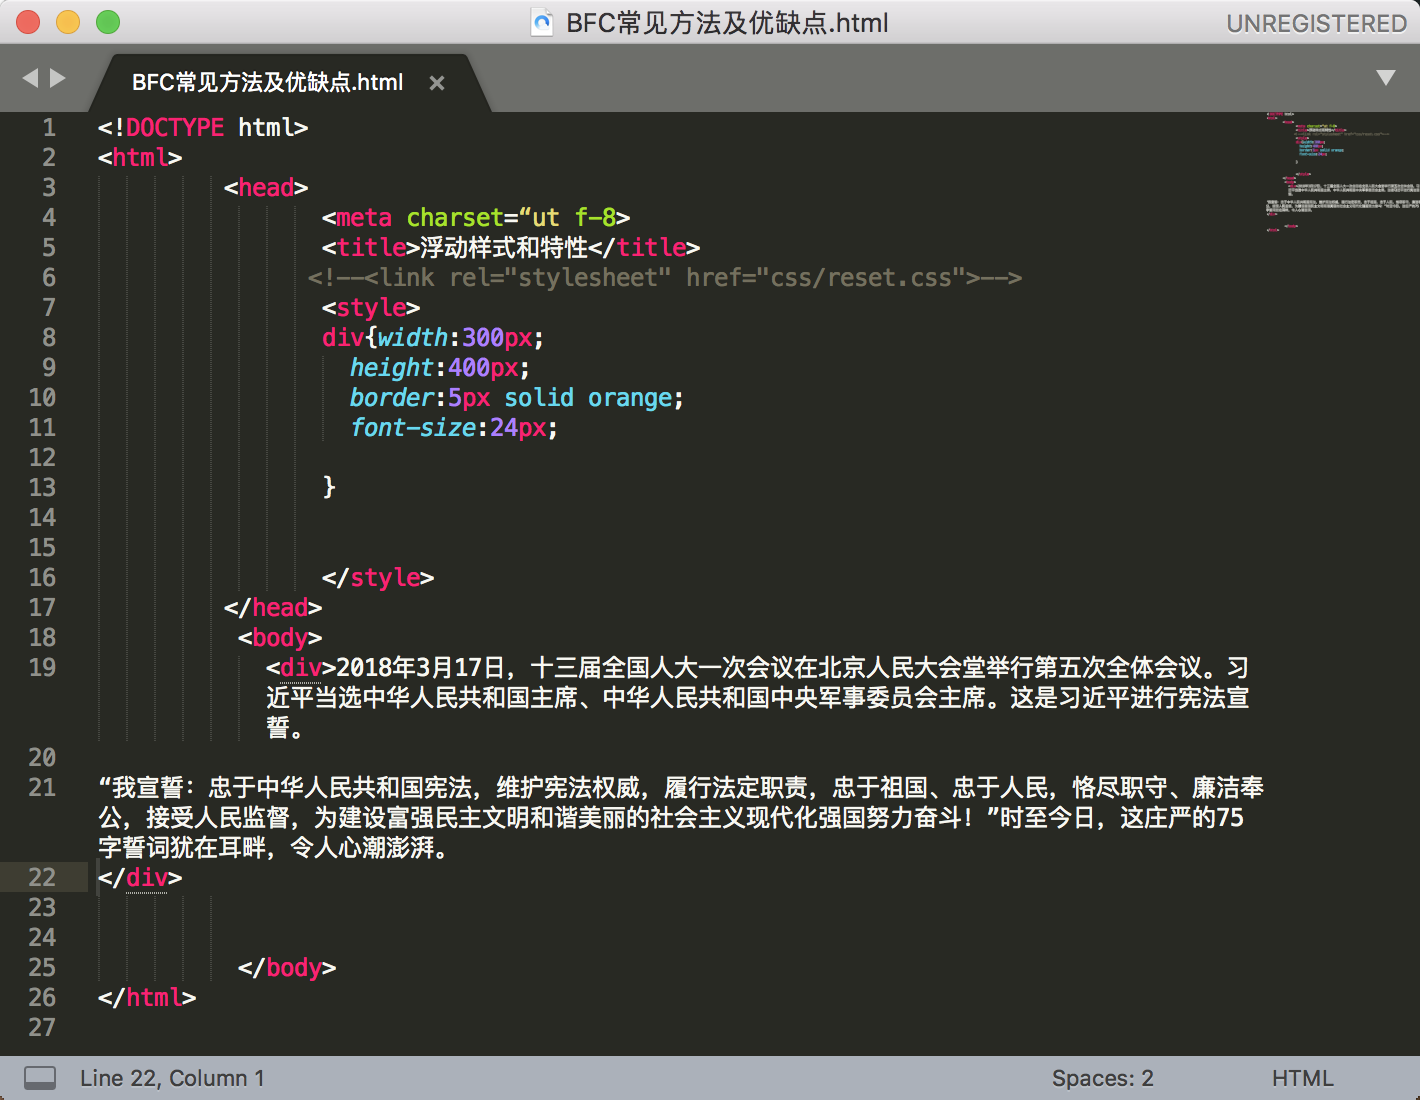 BFC常见方法及优缺点.html
UNREGISTERED
BFC常见方法及优缺点.html ×
1 <!DOCTYPE html>
2 <html>
3 <head>
4 <meta charset=“ut f-8>
5 <title>浮动样式和特性</title>
6 <!--<link rel="stylesheet" href="css/reset.css">-->
7 <style>
8 div{width:300px;
9 height:400px;
10 border:5px solid orange;
11 font-size:24px;
12
13 }
14
15
16 </style>
17 </head>
18 <body>
19 <div>2018年3月17日，十三届全国人大一次会议在北京人民大会堂举行第五次全体会议。习
近平当选中华人民共和国主席、中华人民共和国中央军事委员会主席。这是习近平进行宪法宣
誓。
20
21 “我宣誓：忠于中华人民共和国宪法，维护宪法权威，履行法定职责，忠于祖国、忠于人民，恪尽职守、廉洁奉
公，接受人民监督，为建设富强民主文明和谐美丽的社会主义现代化强国努力奋斗！”时至今日，这庄严的75
字誓词犹在耳畔，令人心潮澎湃。
22 </div>
23
24
25 </body>
26 </html>
27
Line 22, Column 1
Spaces: 2
HTML